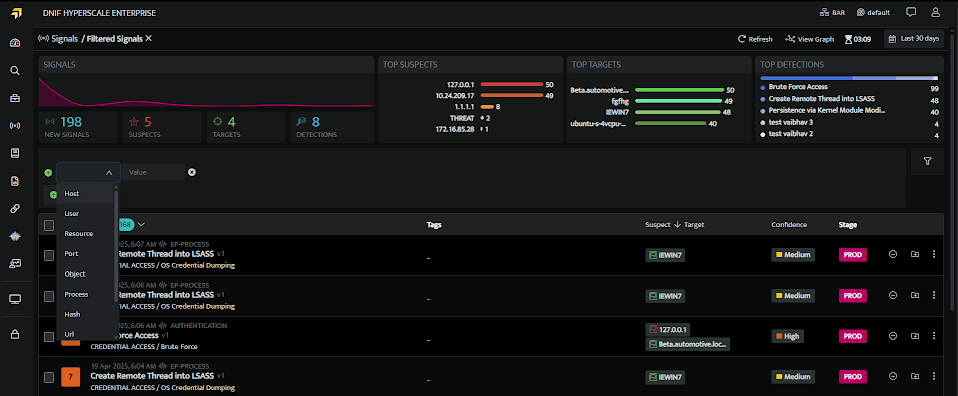 DNIF HYPERSCALE ENTERPRISE
BAR
default
Signals / Filtered Signals
Refresh
View Graph
03:09
Last 30 days
SIGNALS
198
NEW SIGNALS
5
SUSPECTS
4
TARGETS
8
DETECTIONS
TOP SUSPECTS
127.0.0.1 50
10.24.209.17 49
1.1.1.1 8
THREAT 2
172.16.85.28 1
TOP TARGETS
Beta.automotive... 50
fgfhg 49
IEWIN7 48
ubuntu-s-4vcpu-... 40
TOP DETECTIONS
Brute Force Access 99
Create Remote Thread into LSASS 48
Persistence via Kernel Module Modi... 40
test vaibhav 3 4
test vaibhav 2 4
Value
Host
User
Resource
Port
Object
Process
Hash
Url
168
Tags
Suspect
Target
Confidence
Stage
2025, 6:07 AM EP-PROCESS
Remote Thread into LSASS v1
ENTIAL ACCESS / OS Credential Dumping
_
IEWIN7
Medium
PROD
2025, 6:06 AM EP-PROCESS
Remote Thread into LSASS v1
ENTIAL ACCESS / OS Credential Dumping
_
IEWIN7
Medium
PROD
2025, 6:06 AM AUTHENTICATION
orce Access v1
CREDENTIAL ACCESS / Brute Force
_
127.0.0.1
Beta.automotive.loc...
High
PROD
7
19 Apr 2025, 6:04 AM EP-PROCESS
Create Remote Thread into LSASS v1
CREDENTIAL ACCESS / OS Credential Dumping
_
IEWIN7
Medium
PROD